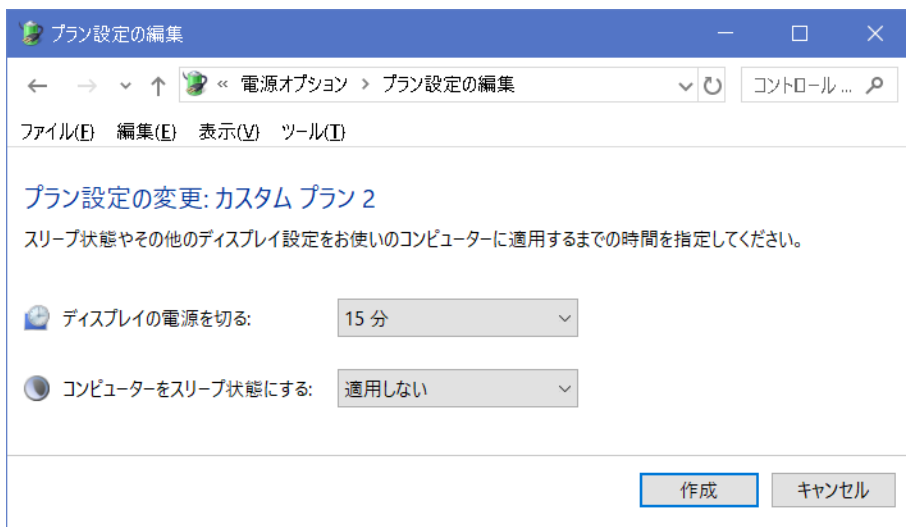 プラン設定の編集
« 電源オプション > プラン設定の編集
コントロール ...
ファイル(F) 編集(E) 表示(V) ツール(T)
プラン設定の変更: カスタム プラン 2
スリープ状態やその他のディスプレイ設定をお使いのコンピューターに適用するまでの時間を指定してください。
ディスプレイの電源を切る: 15 分
コンピューターをスリープ状態にする: 適用しない
作成 キャンセル